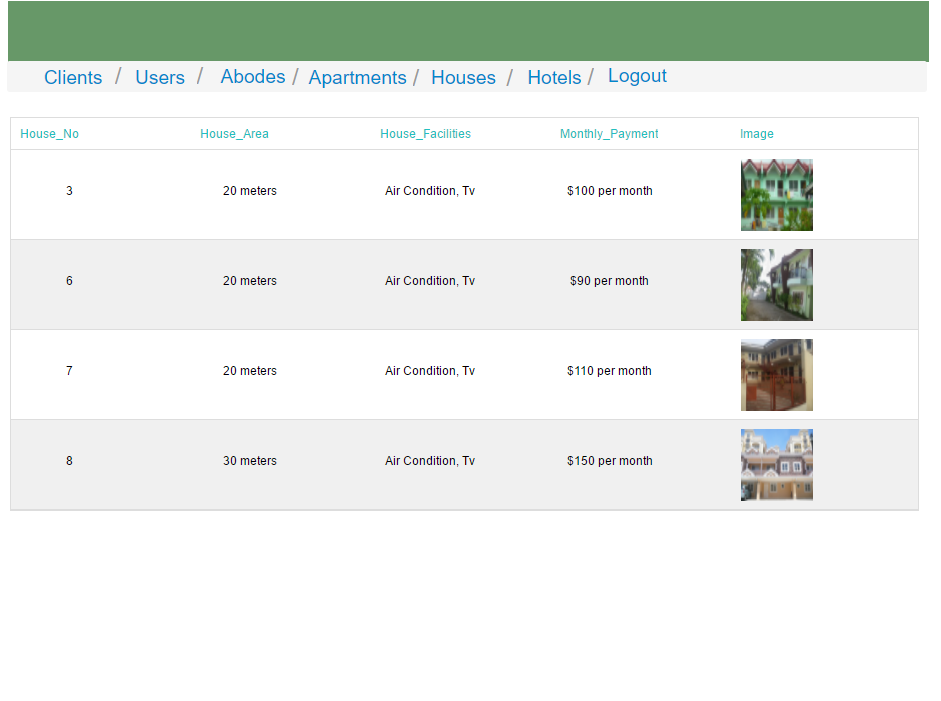 Clients / Users / Abodes / Apartments / Houses / Hotels / Logout
House_No House_Area House_Facilities Monthly_Payment Image
3 20 meters Air Condition, Tv $100 per month
6 20 meters Air Condition, Tv $90 per month
7 20 meters Air Condition, Tv $110 per month
8 30 meters Air Condition, Tv $150 per month